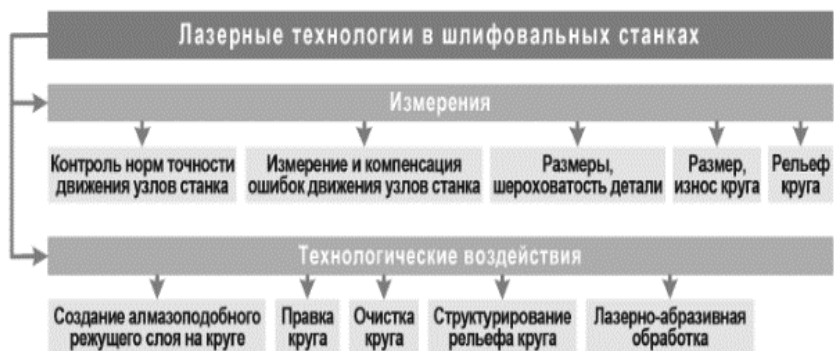 Лазерные технологии в шлифовальных станках
Измерения
Контроль норм точности
движения узлов станка
Измерение и компенсация
ошибок движения узлов станка
Размеры,
шероховатость детали
Размер,
износ круга
Рельеф
круга
Технологические воздействия
Создание алмазоподобного
режущего слоя на круге
Правка
круга
Очистка
круга
Структурирование
рельефа круга
Лазерно-абразивная
обработка